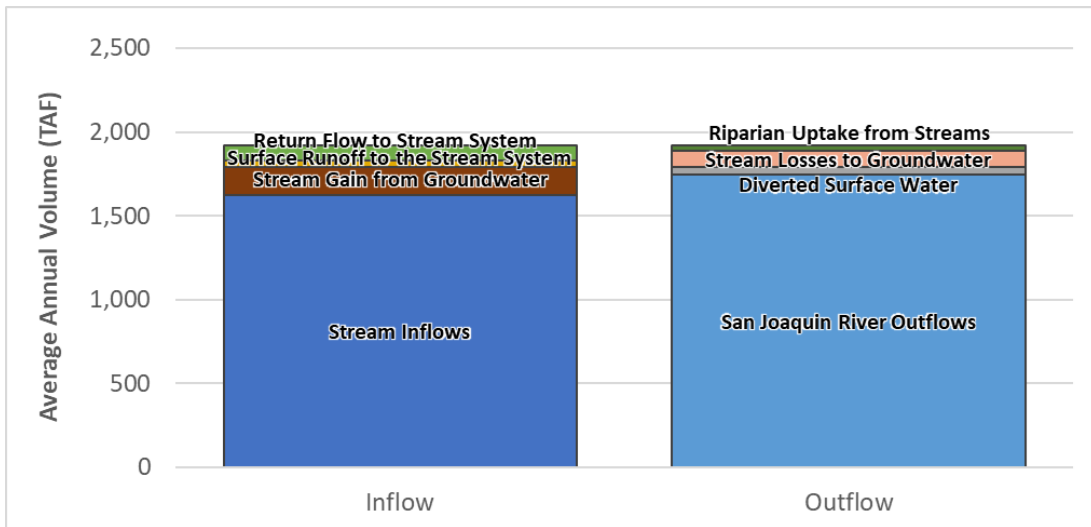 Average Annual Volume (TAF)
2,500
2,000
1,500
1,000
500
0
Return Flow to Stream System
Surface Runoff to the Stream System
Stream Gain from Groundwater
Stream Inflows
Riparian Uptake from Streams
Stream Losses to Groundwater
Diverted Surface Water
San Joaquin River Outflows
Inflow
Outflow